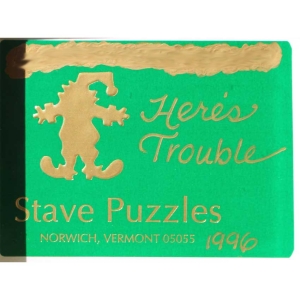 Here's
Trouble
Stave Puzzles
NORWICH, VERMONT 05055 1996